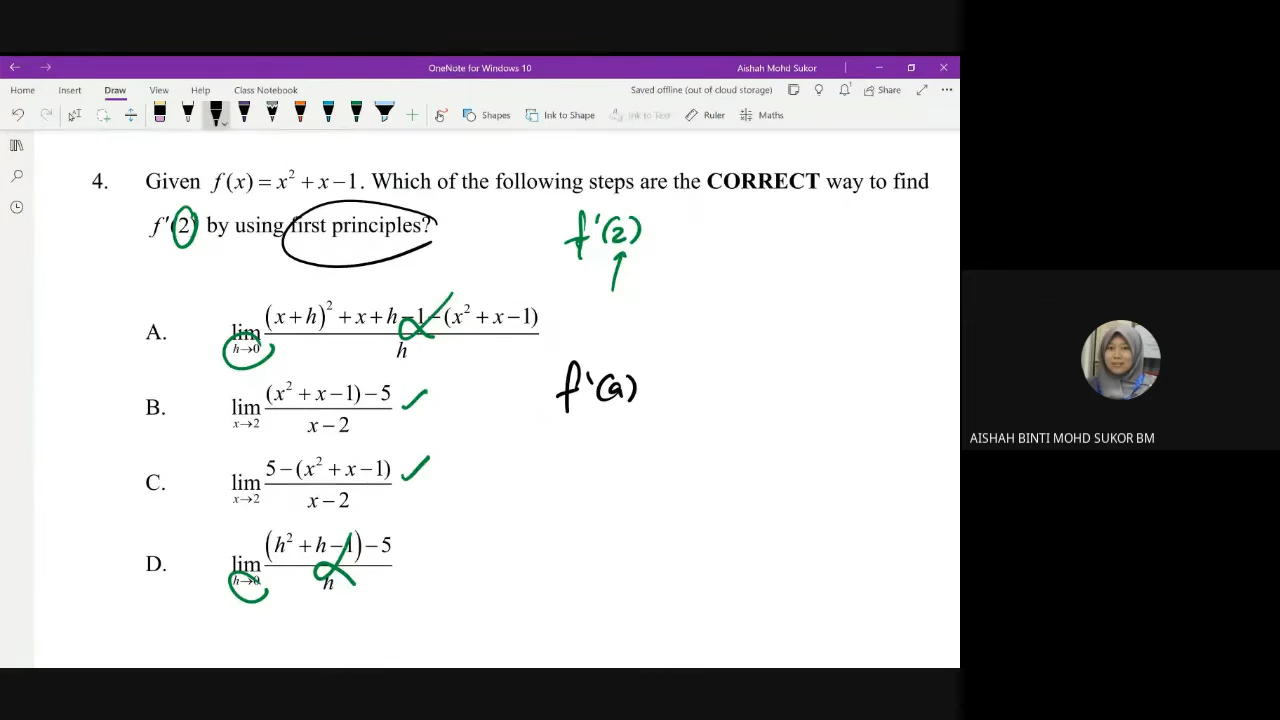 OneNote for Windows 10
Aishah Mohd Sukor
Home Insert Draw View Help Class Notebook
Saved offline (out of cloud storage)
Share
Shapes
Ink to Shape
Ink to Text
Ruler
Maths
4. Given f(x) = x² + x − 1. Which of the following steps are the CORRECT way to find
f′(2) by using first principles?
f'(2)
A. lim h→0 ((x + h)² + x + h − 1 − (x² + x − 1)) / h
f'(a)
B. lim x→2 ((x² + x − 1) − 5) / (x − 2)
C. lim x→2 (5 − (x² + x − 1)) / (x − 2)
D. lim h→0 ((h² + h − 1) − 5) / h
AISHAH BINTI MOHD SUKOR BM